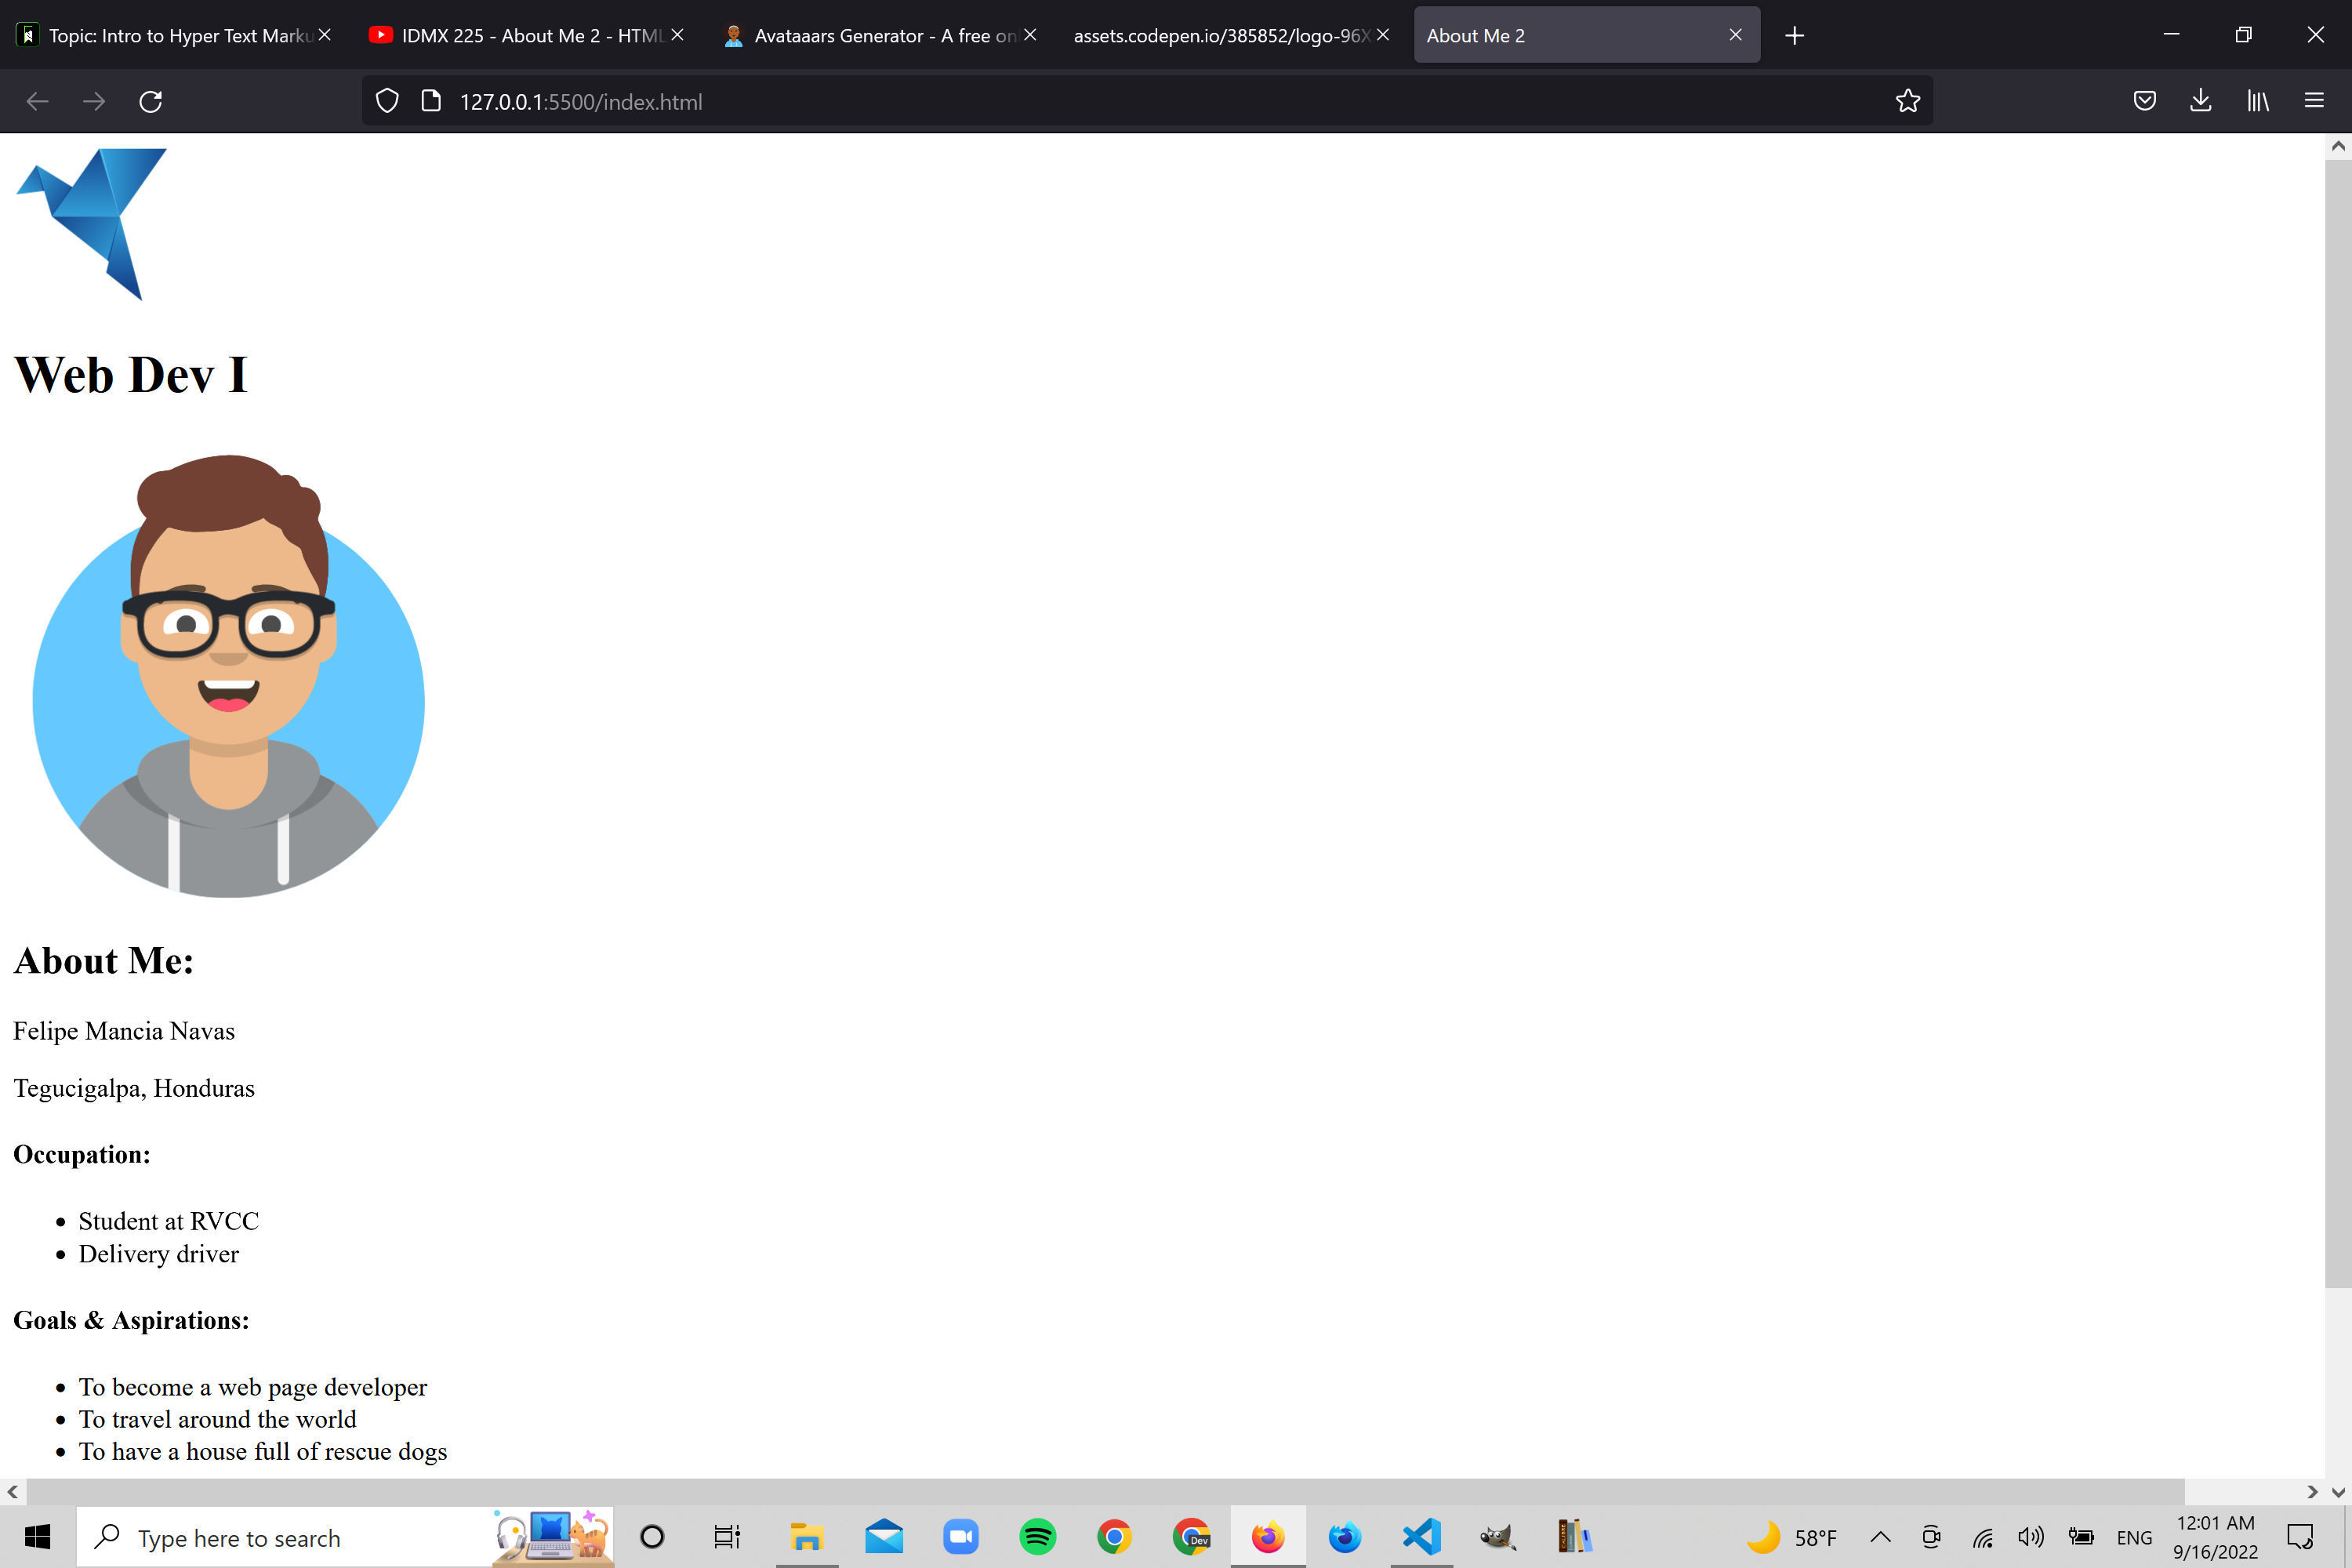 Topic: Intro to Hyper Text Marku
IDMX 225 - About Me 2 - HTML
Avataaars Generator - A free on
assets.codepen.io/385852/logo-96X
About Me 2
127.0.0.1:5500/index.html
Web Dev I
About Me:
Felipe Mancia Navas
Tegucigalpa, Honduras
Occupation:
Student at RVCC
Delivery driver
Goals & Aspirations:
To become a web page developer
To travel around the world
To have a house full of rescue dogs
Type here to search
Dev
58°F
ENG
12:01 AM
9/16/2022